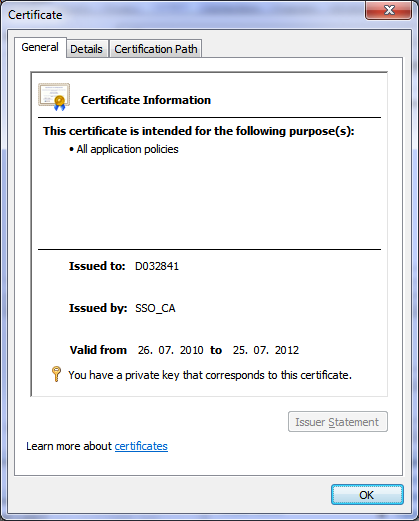 Certificate
General Details Certification Path
Certificate Information
This certificate is intended for the following purpose(s):
• All application policies
Issued to: D032841
Issued by: SSO_CA
Valid from 26. 07. 2010 to 25. 07. 2012
You have a private key that corresponds to this certificate.
Issuer Statement
Learn more about certificates
OK